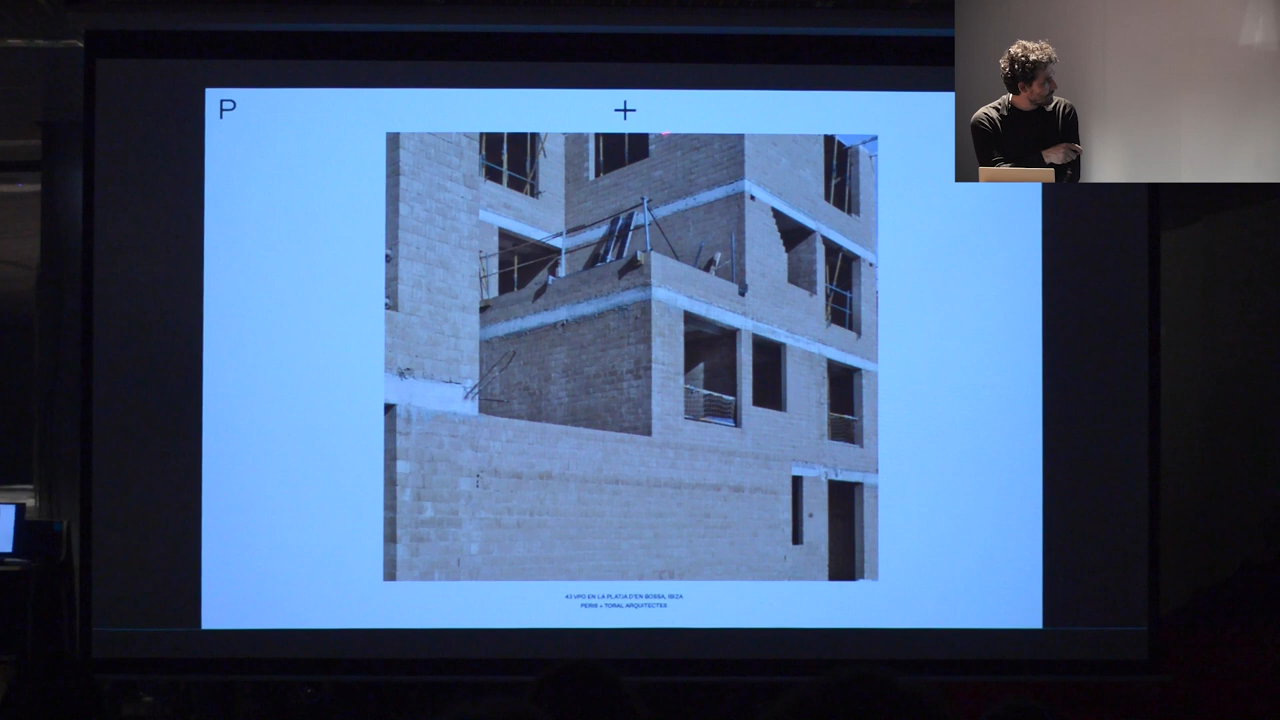 P
+
43 VPO EN LA PLATJA D'EN BOSSA, IBIZA
PERIS + TORAL ARQUITECTES